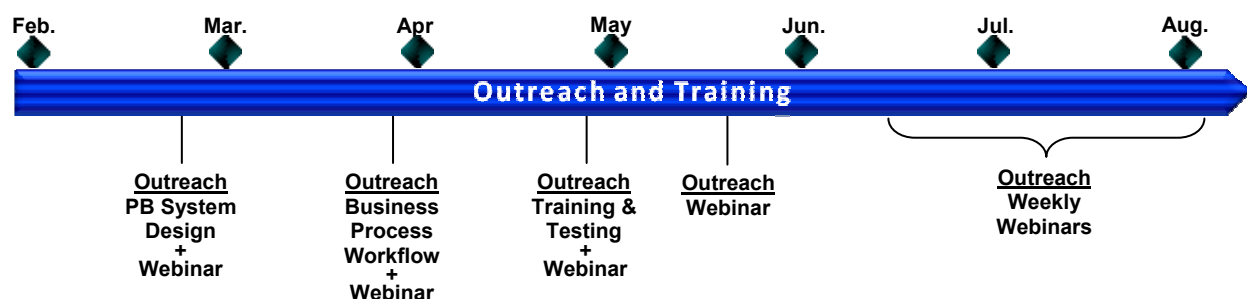 Feb. Mar. Apr May Jun. Jul. Aug.
Outreach and Training
Outreach
PB System
Design
+
Webinar
Outreach
Business
Process
Workflow
+
Webinar
Outreach
Training &
Testing
+
Webinar
Outreach
Webinar
Outreach
Weekly
Webinars